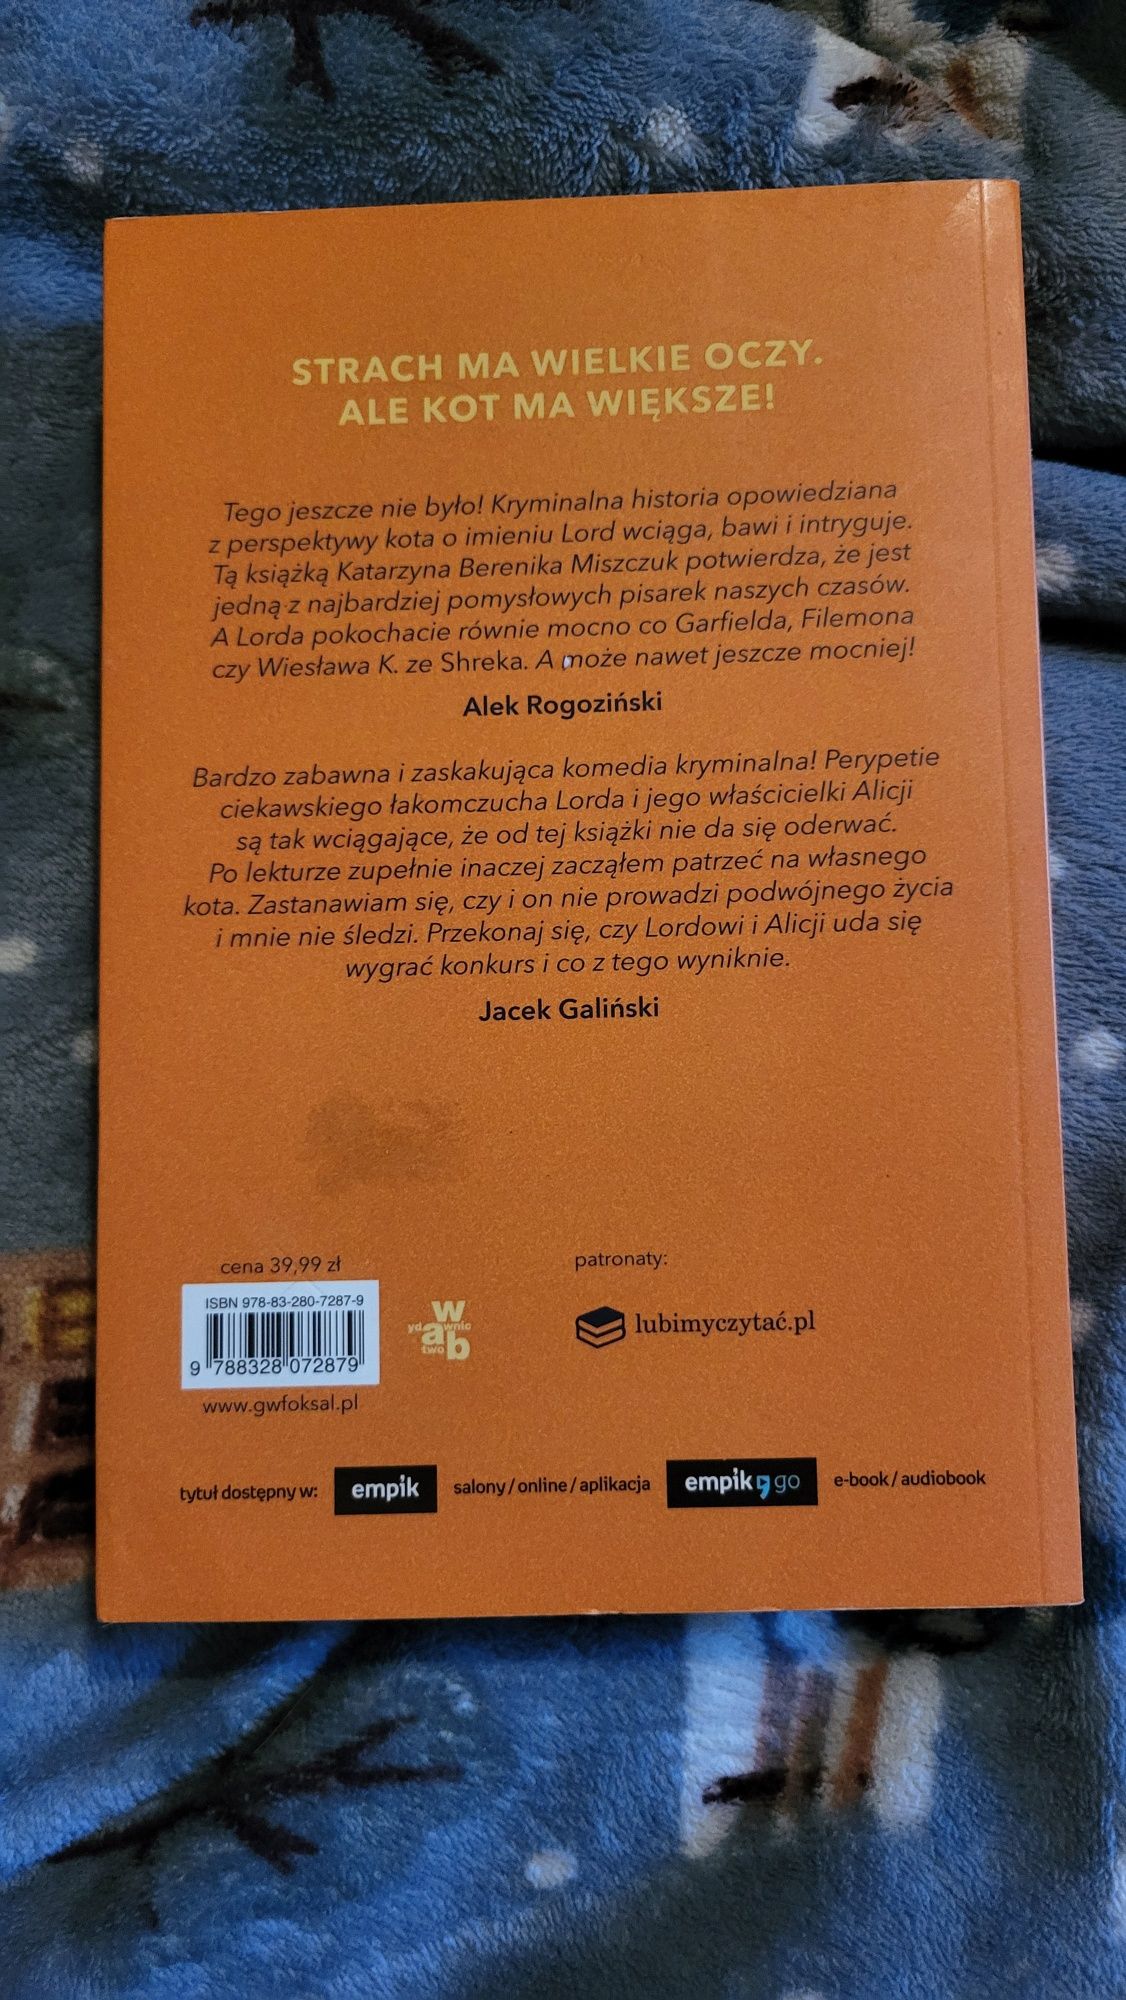 STRACH MA WIELKIE OCZY.
ALE KOT MA WIĘKSZE!
Tego jeszcze nie było! Kryminalna historia opowiedziana
z perspektywy kota o imieniu Lord wciąga, bawi i intryguje.
Tą książką Katarzyna Berenika Miszczuk potwierdza, że jest
jedną z najbardziej pomysłowych pisarek naszych czasów.
A Lorda pokochacie równie mocno co Garfielda, Filemona
czy Wiesława K. ze Shreka. A może nawet jeszcze mocniej!
Alek Rogoziński
Bardzo zabawna i zaskakująca komedia kryminalna! Perypetie
ciekawskiego łakomczucha Lorda i jego właścicielki Alicji
są tak wciągające, że od tej książki nie da się oderwać.
Po lekturze zupełnie inaczej zacząłem patrzeć na własnego
kota. Zastanawiam się, czy i on nie prowadzi podwójnego życia
i mnie nie śledzi. Przekonaj się, czy Lordowi i Alicji uda się
wygrać konkurs i co z tego wyniknie.
Jacek Galiński
cena 39,99 zł
ISBN 978-83-280-7287-9
9 788328 072879
www.gwfoksal.pl
w
yd a wnic
two b
patronaty:
lubimyczytać.pl
tytuł dostępny w: empik salony / online / aplikacja empik go e-book / audiobook